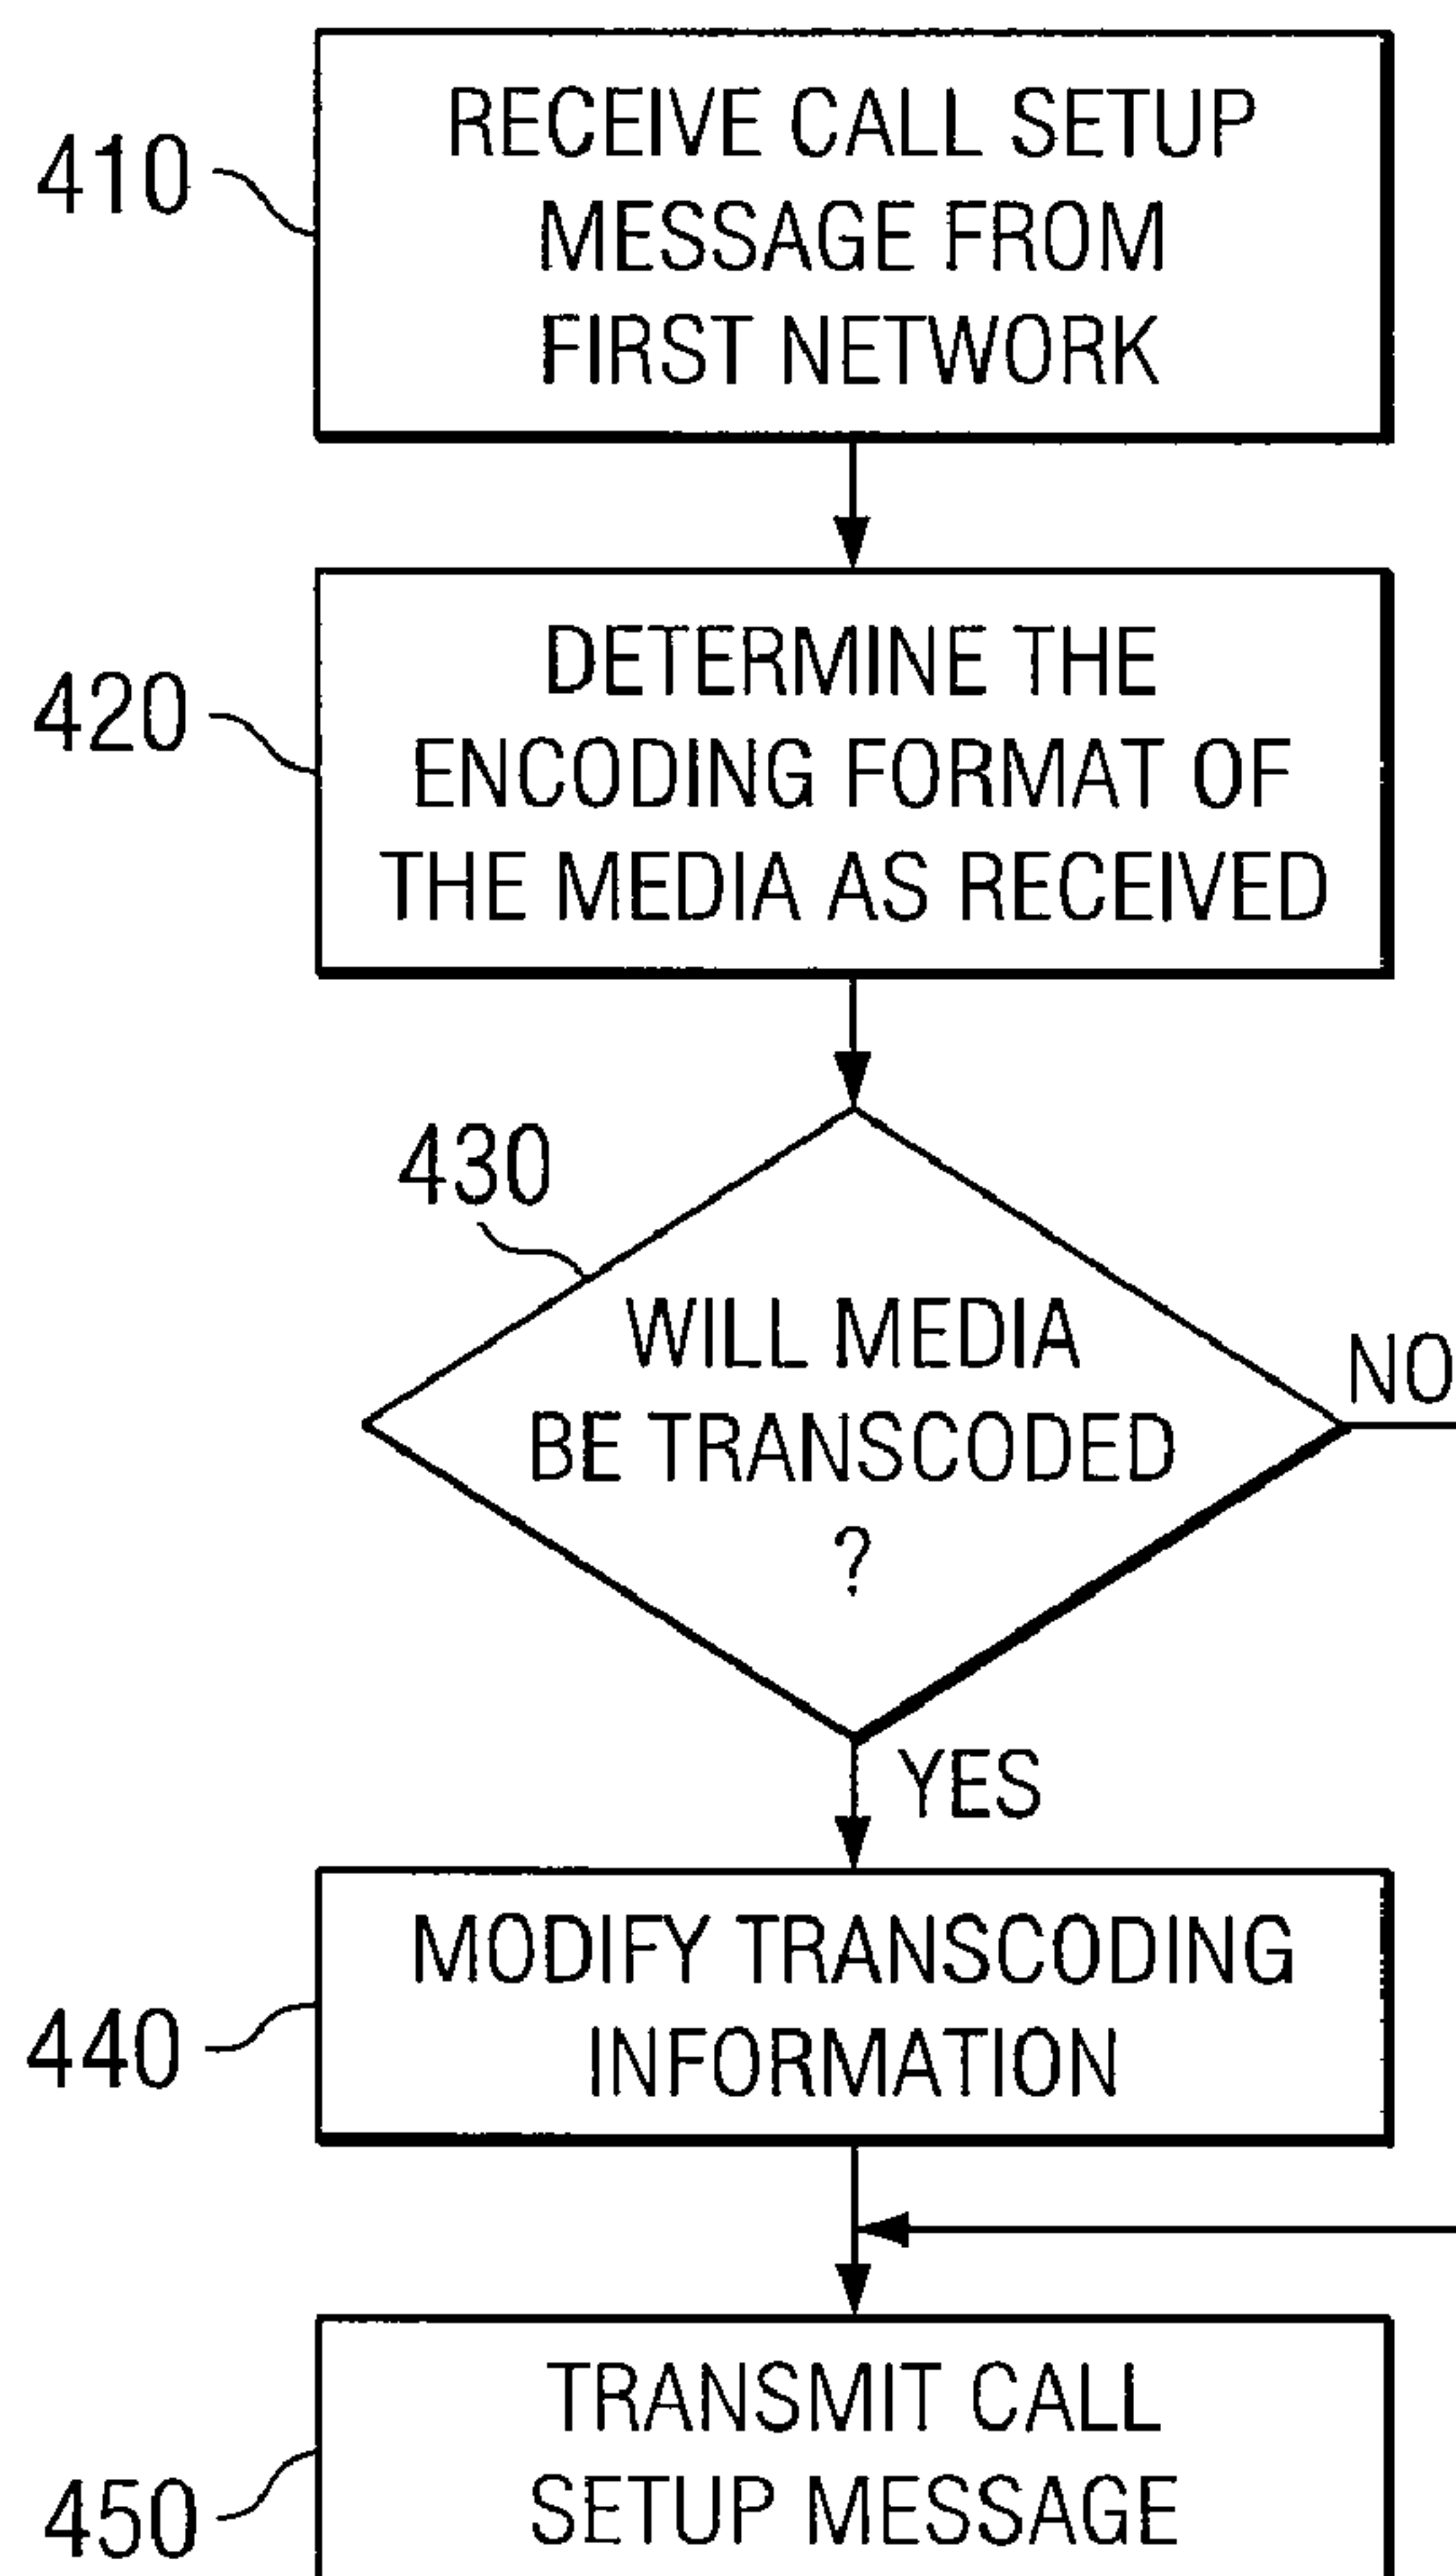 410
RECEIVE CALL SETUP
MESSAGE FROM
FIRST NETWORK
420
DETERMINE THE
ENCODING FORMAT OF
THE MEDIA AS RECEIVED
430
WILL MEDIA
BE TRANSCODED
?
NO
YES
440
MODIFY TRANSCODING
INFORMATION
450
TRANSMIT CALL
SETUP MESSAGE